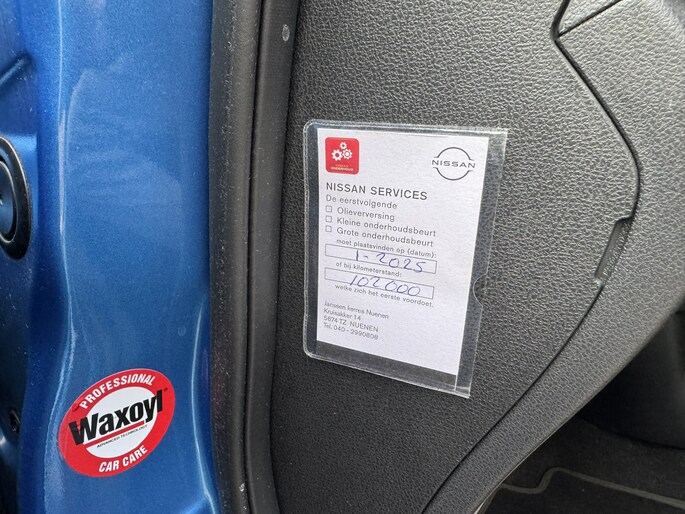 NISSAN
NISSAN SERVICES
De eerstvolgende
Olieverversing
Kleine onderhoudsbeurt
Grote onderhoudsbeurt
moet plaatsvinden op (datum):
1-2025
of bij kilometerstand:
102000
welke zich het eerste voordoet.
Janssen kerres Nuenen
Kruisakker 14
5674 TZ NUENEN
Tel. 040 - 2990808
PROFESSIONAL
Waxoyl
ADVANCED TECHNOLOGY
CAR CARE